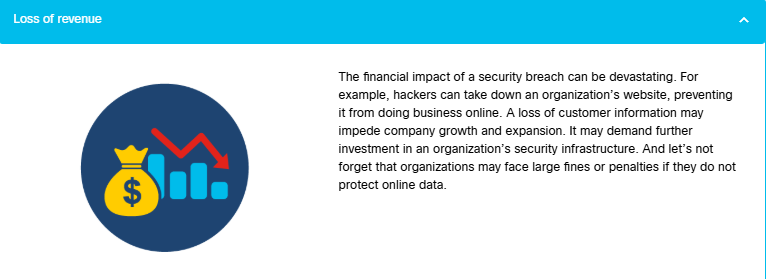 Loss of revenue
The financial impact of a security breach can be devastating. For
example, hackers can take down an organization’s website, preventing
it from doing business online. A loss of customer information may
impede company growth and expansion. It may demand further
investment in an organization’s security infrastructure. And let’s not
forget that organizations may face large fines or penalties if they do not
protect online data.
$